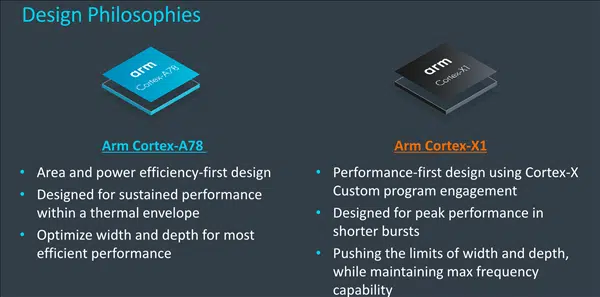 Design Philosophies
arm
Cortex-A78
arm
Cortex-X1
Arm Cortex-A78
• Area and power efficiency-first design
• Designed for sustained performance
within a thermal envelope
• Optimize width and depth for most
efficient performance
Arm Cortex-X1
• Performance-first design using Cortex-X
Custom program engagement
• Designed for peak performance in
shorter bursts
• Pushing the limits of width and depth,
while maintaining max frequency
capability